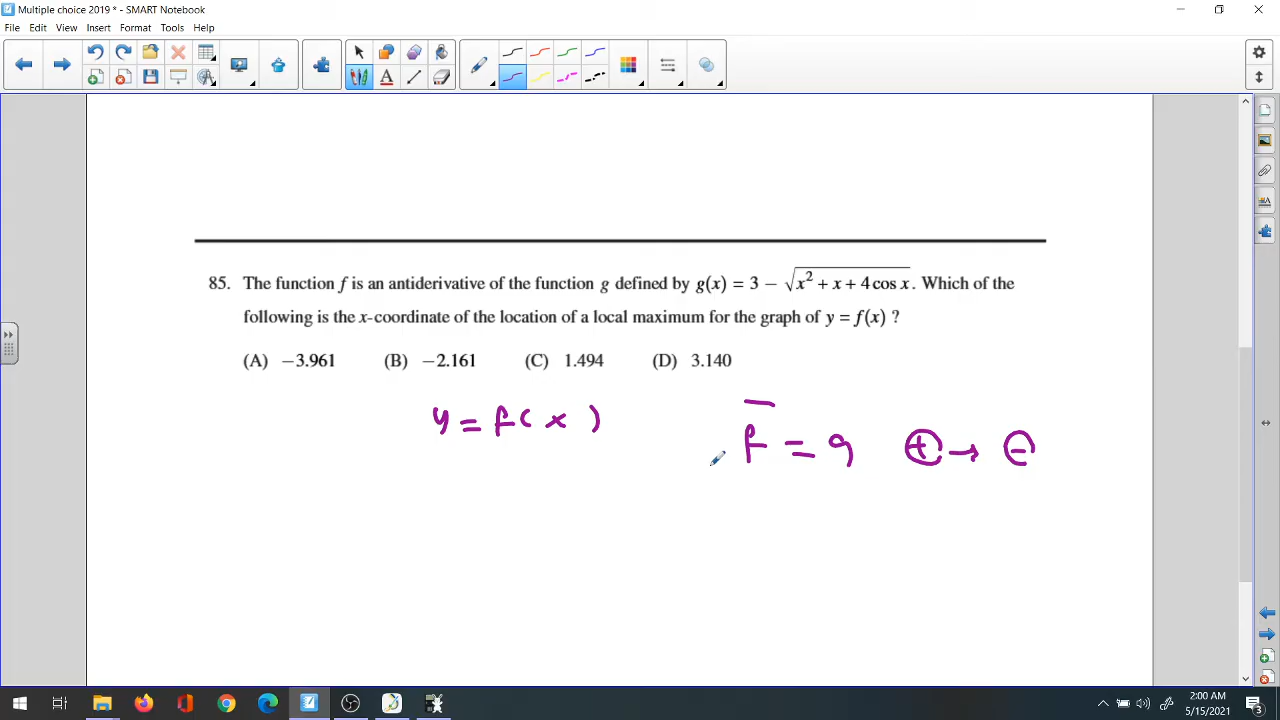 Multiple choice 2019 * - SMART Notebook
File Edit View Insert Format Tools Help
85. The function f is an antiderivative of the function g defined by g(x) = 3 − √(x² + x + 4 cos x). Which of the
following is the x-coordinate of the location of a local maximum for the graph of y = f(x) ?
(A) −3.961 (B) −2.161 (C) 1.494 (D) 3.140
y = f( x )
f = g ⊕ → ⊖
2:00 AM
5/15/2021
3